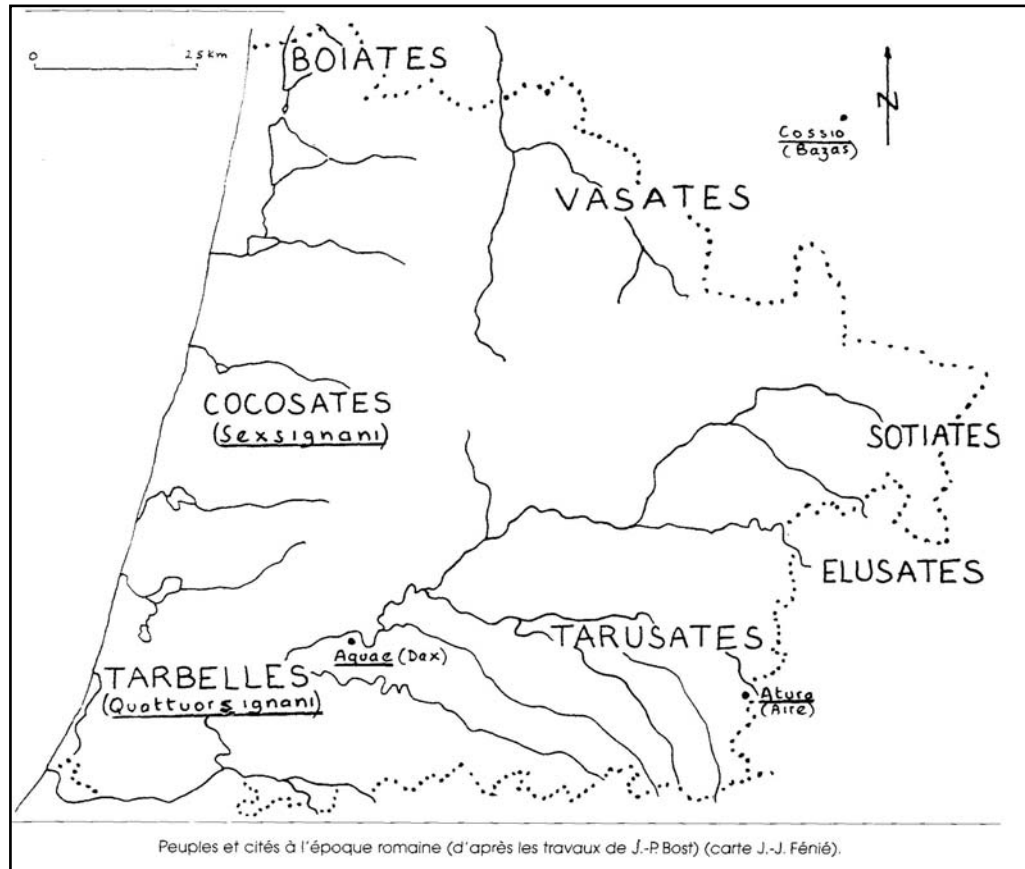 0
25km
BOIATES
N
Cossio
(Bazas)
VASATES
COCOSATES
(Sexsignani)
SOTIATES
ELUSATES
TARUSATES
Aquae (Dax)
TARBELLES
(Quattuorsignani)
Atura
(Aire)
Peuples et cités à l'époque romaine (d'après les travaux de J.-P. Bost) (carte J.-J. Fénié).